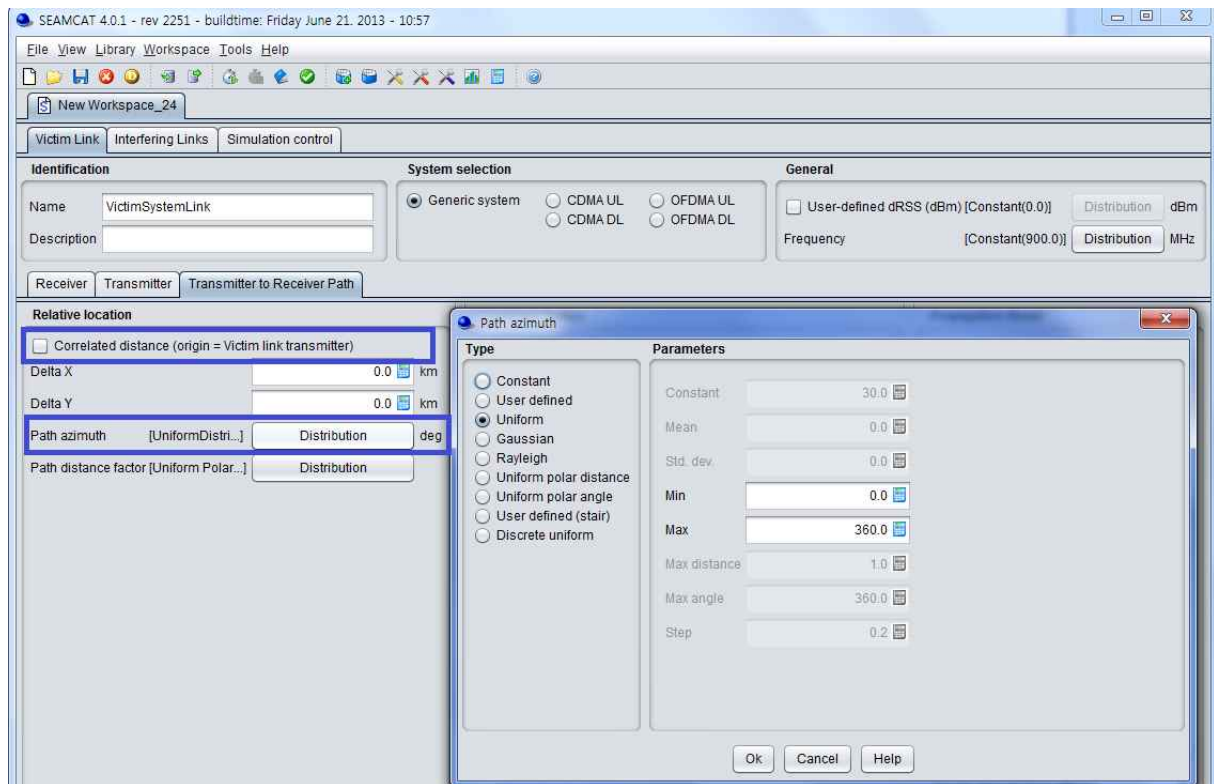 SEAMCAT 4.0.1 - rev 2251 - buildtime: Friday June 21. 2013 - 10:57
File View Library Workspace Tools Help
New Workspace_24
Victim Link Interfering Links Simulation control
Identification System selection General
Name VictimSystemLink Generic system CDMA UL OFDMA UL User-defined dRSS (dBm) [Constant(0.0)] Distribution dBm
CDMA DL OFDMA DL
Description Frequency [Constant(900.0)] Distribution MHz
Receiver Transmitter Transmitter to Receiver Path
Relative location
Correlated distance (origin = Victim link transmitter)
Delta X 0.0 km
Delta Y 0.0 km
Path azimuth [UniformDistri...] Distribution deg
Path distance factor [Uniform Polar...] Distribution
Path azimuth
Type
Constant
User defined
Uniform
Gaussian
Rayleigh
Uniform polar distance
Uniform polar angle
User defined (stair)
Discrete uniform
Parameters
Constant 30.0
Mean 0.0
Std. dev. 0.0
Min 0.0
Max 360.0
Max distance 1.0
Max angle 360.0
Step 0.2
Ok Cancel Help